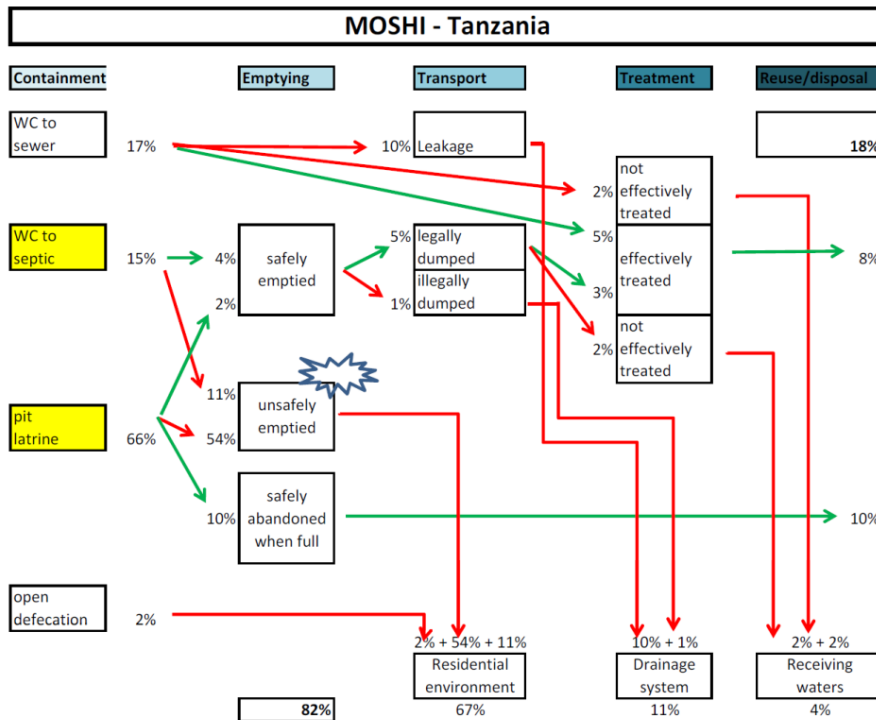 MOSHI - Tanzania
Containment Emptying Transport Treatment Reuse/disposal
WC to
sewer
17%
10% Leakage
18%
2%
not
effectively
treated
WC to
septic
15%
4%
2%
safely
emptied
5% legally
dumped
1% illegally
dumped
5%
3%
effectively
treated
8%
2%
not
effectively
treated
pit
latrine
66%
11%
54%
unsafely
emptied
10%
safely
abandoned
when full
10%
open
defecation
2%
2% + 54% + 11%
Residential
environment
67%
10% + 1%
Drainage
system
11%
2% + 2%
Receiving
waters
4%
82%